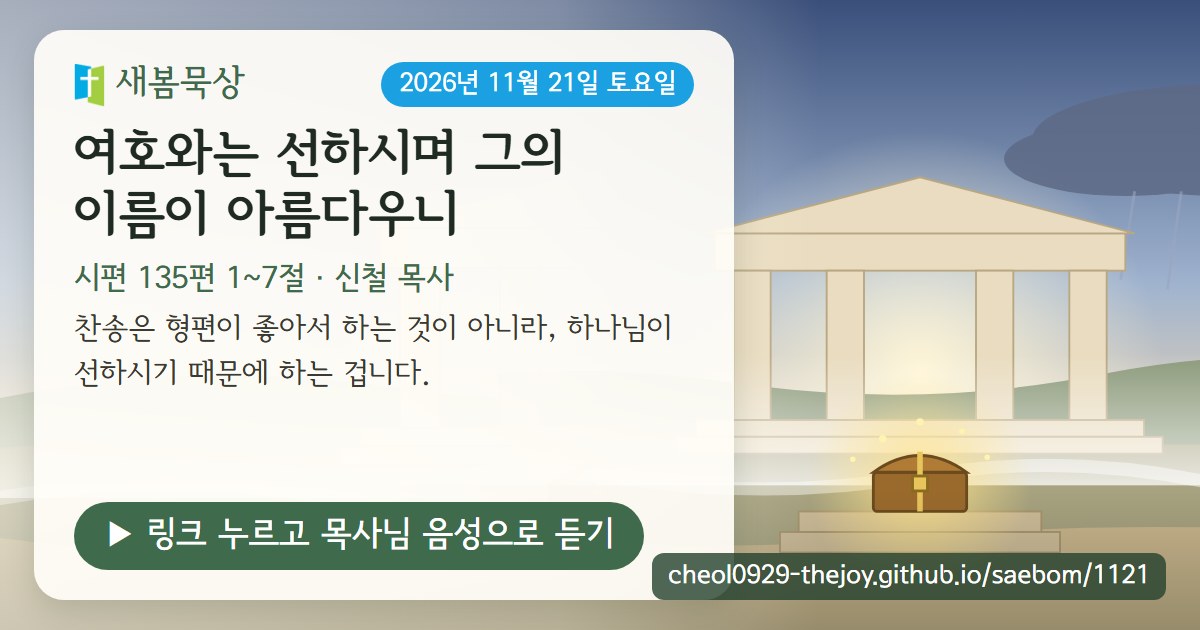 새봄묵상
2026년 11월 21일 토요일
여호와는 선하시며 그의
이름이 아름다우니
시편 135편 1~7절 · 신철 목사
찬송은 형편이 좋아서 하는 것이 아니라, 하나님이
선하시기 때문에 하는 겁니다.
▶ 링크 누르고 목사님 음성으로 듣기
cheol0929-thejoy.github.io/saebom/1121